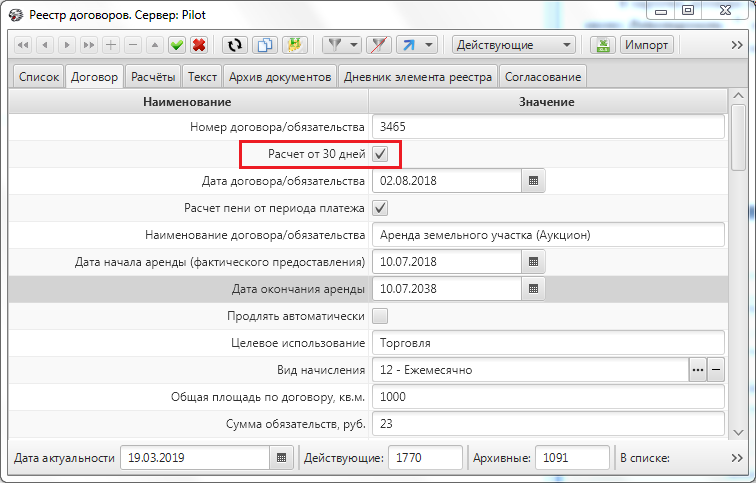 Реестр договоров. Сервер: Pilot
Действующие Импорт
Список Договор Расчёты Текст Архив документов Дневник элемента реестра Согласование
Наименование Значение
Номер договора/обязательства 3465
Расчет от 30 дней
Дата договора/обязательства 02.08.2018
Расчет пени от периода платежа
Наименование договора/обязательства Аренда земельного участка (Аукцион)
Дата начала аренды (фактического предоставления) 10.07.2018
Дата окончания аренды 10.07.2038
Продлять автоматически
Целевое использование Торговля
Вид начисления 12 - Ежемесячно
Общая площадь по договору, кв.м. 1000
Сумма обязательств, руб. 23
Дата актуальности 19.03.2019 Действующие: 1770 Архивные: 1091 В списке: